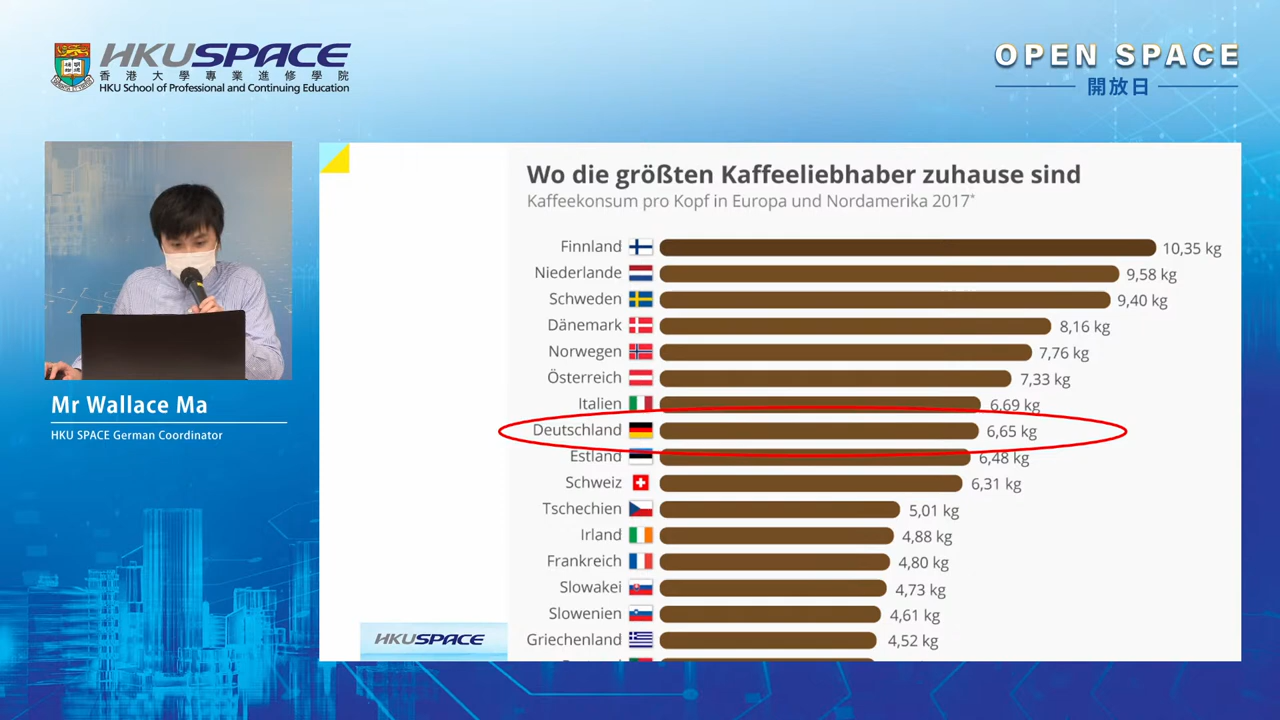 HKUSPACE
香港大學專業進修學院
HKU School of Professional and Continuing Education
OPEN SPACE
開放日
Mr Wallace Ma
HKU SPACE German Coordinator
Wo die größten Kaffeeliebhaber zuhause sind
Kaffeekonsum pro Kopf in Europa und Nordamerika 2017*
Finnland 10,35 kg
Niederlande 9,58 kg
Schweden 9,40 kg
Dänemark 8,16 kg
Norwegen 7,76 kg
Österreich 7,33 kg
Italien 6,69 kg
Deutschland 6,65 kg
Estland 6,48 kg
Schweiz 6,31 kg
Tschechien 5,01 kg
Irland 4,88 kg
Frankreich 4,80 kg
Slowakei 4,73 kg
Slowenien 4,61 kg
Griechenland 4,52 kg
HKUSPACE